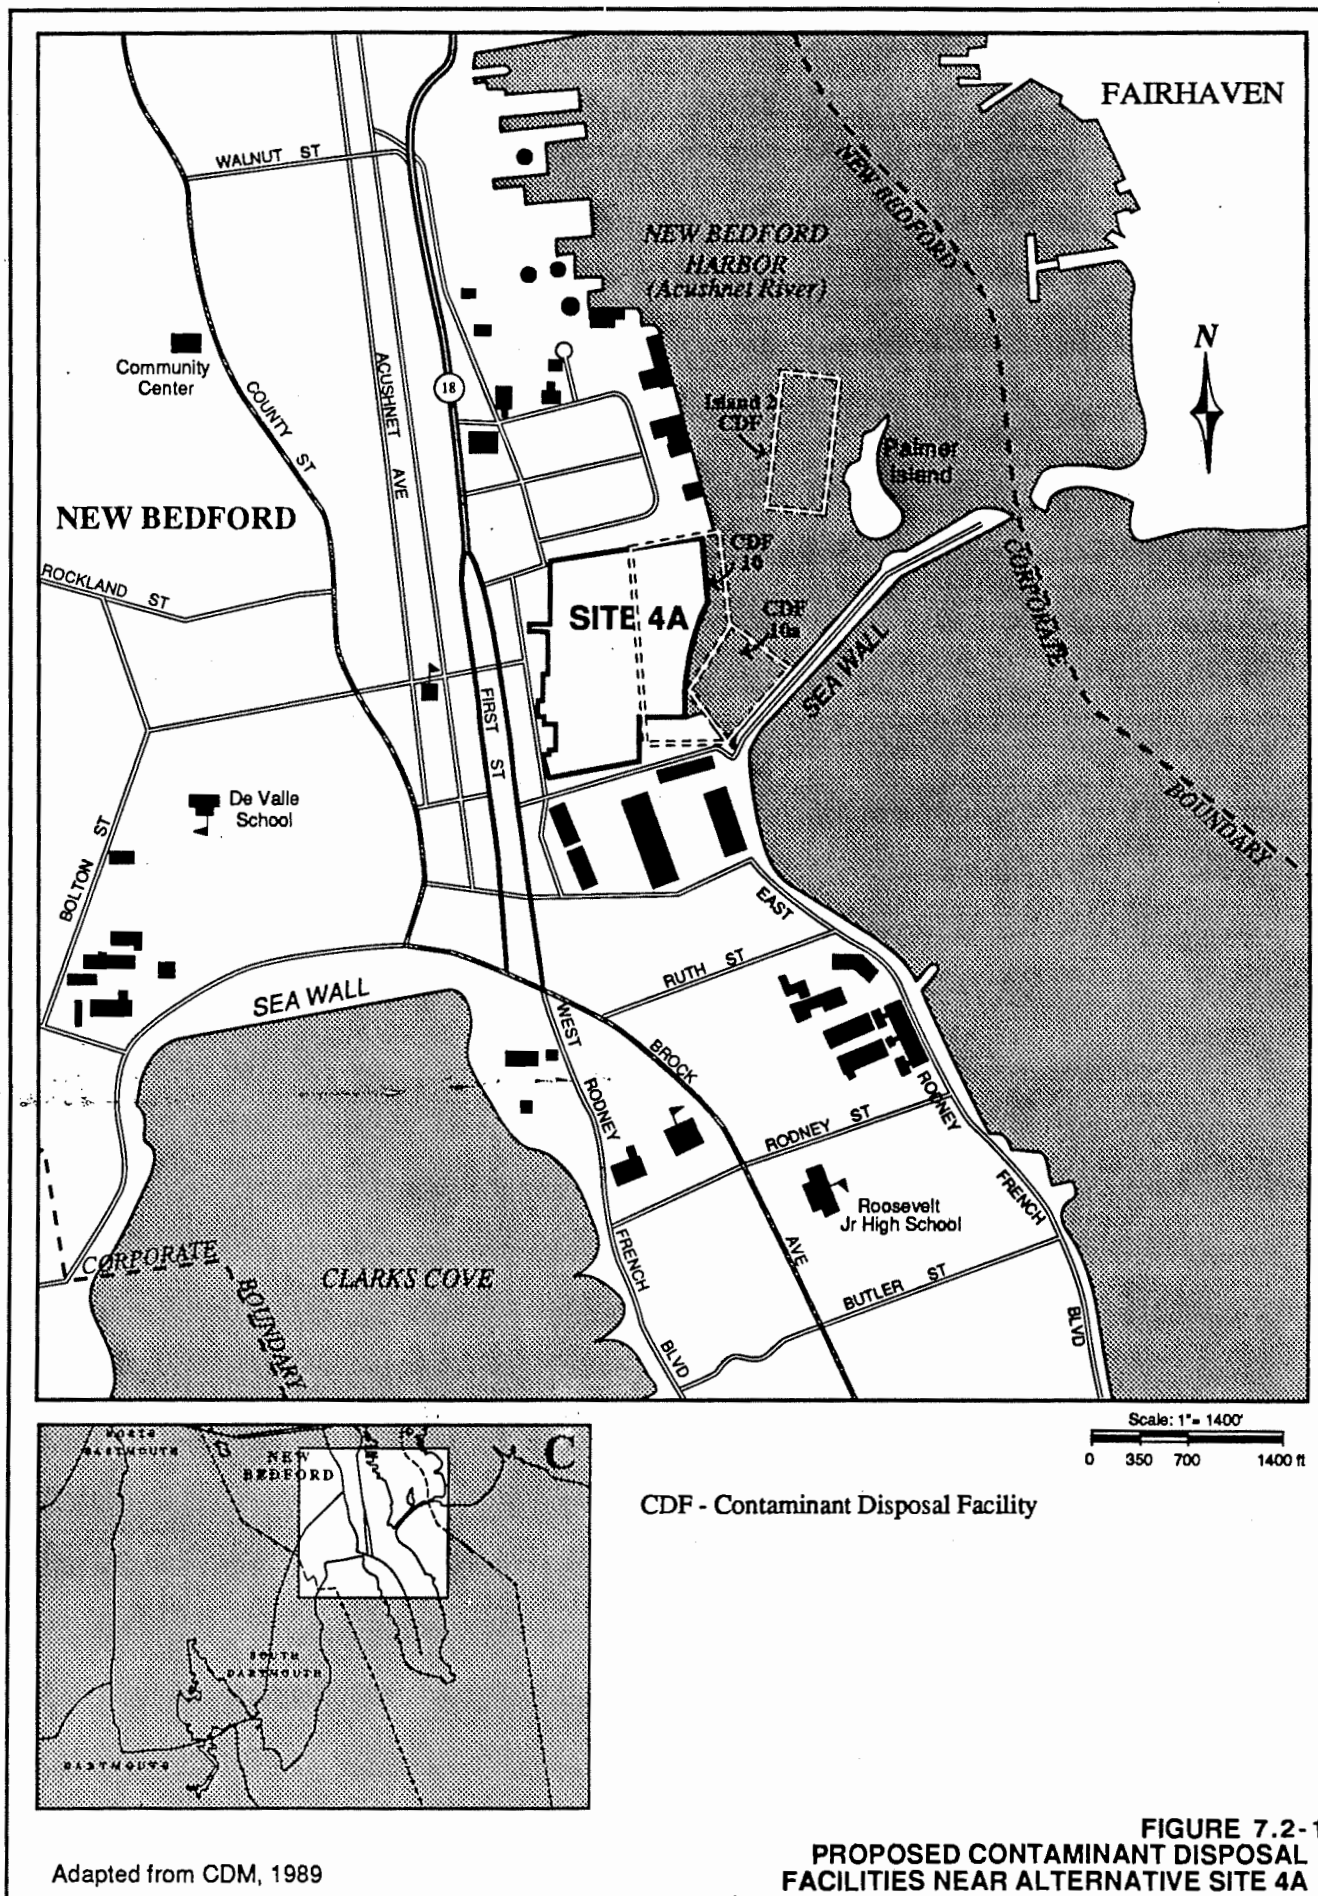 FAIRHAVEN
WALNUT ST
NEW BEDFORD
NEW BEDFORD
HARBOR
(Acushnet River)
N
Community
Center
ACUSHNET AVE
18
COUNTY ST
Island 2
CDF
Palmer
Island
NEW BEDFORD
CDF
10
CORPORATE
ROCKLAND ST
SITE 4A
CDF
10a
SEA WALL
FIRST ST
BOUNDARY
De Valle
School
BOLTON ST
EAST
RUTH ST
SEA WALL
WEST
BROCK
RODNEY
RODNEY
RODNEY ST
Roosevelt
Jr High School
FRENCH
FRENCH
AVE
CORPORATE
BOUNDARY
CLARKS COVE
BUTLER ST
BLVD
BLVD
Scale: 1"= 1400'
0 350 700 1400 ft
NORTH
DARTMOUTH
NEW
BEDFORD
C
SOUTH
DARTMOUTH
DARTMOUTH
CDF - Contaminant Disposal Facility
Adapted from CDM, 1989
FIGURE 7.2-1
PROPOSED CONTAMINANT DISPOSAL
FACILITIES NEAR ALTERNATIVE SITE 4A